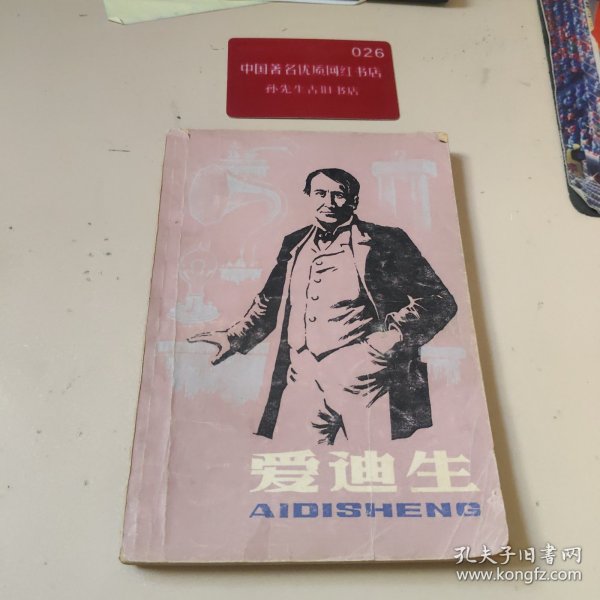 026
中国著名优质网红书店
孙先生古旧书店
爱迪生
AIDISHENG
孔夫子旧书网
www.kongfz.com